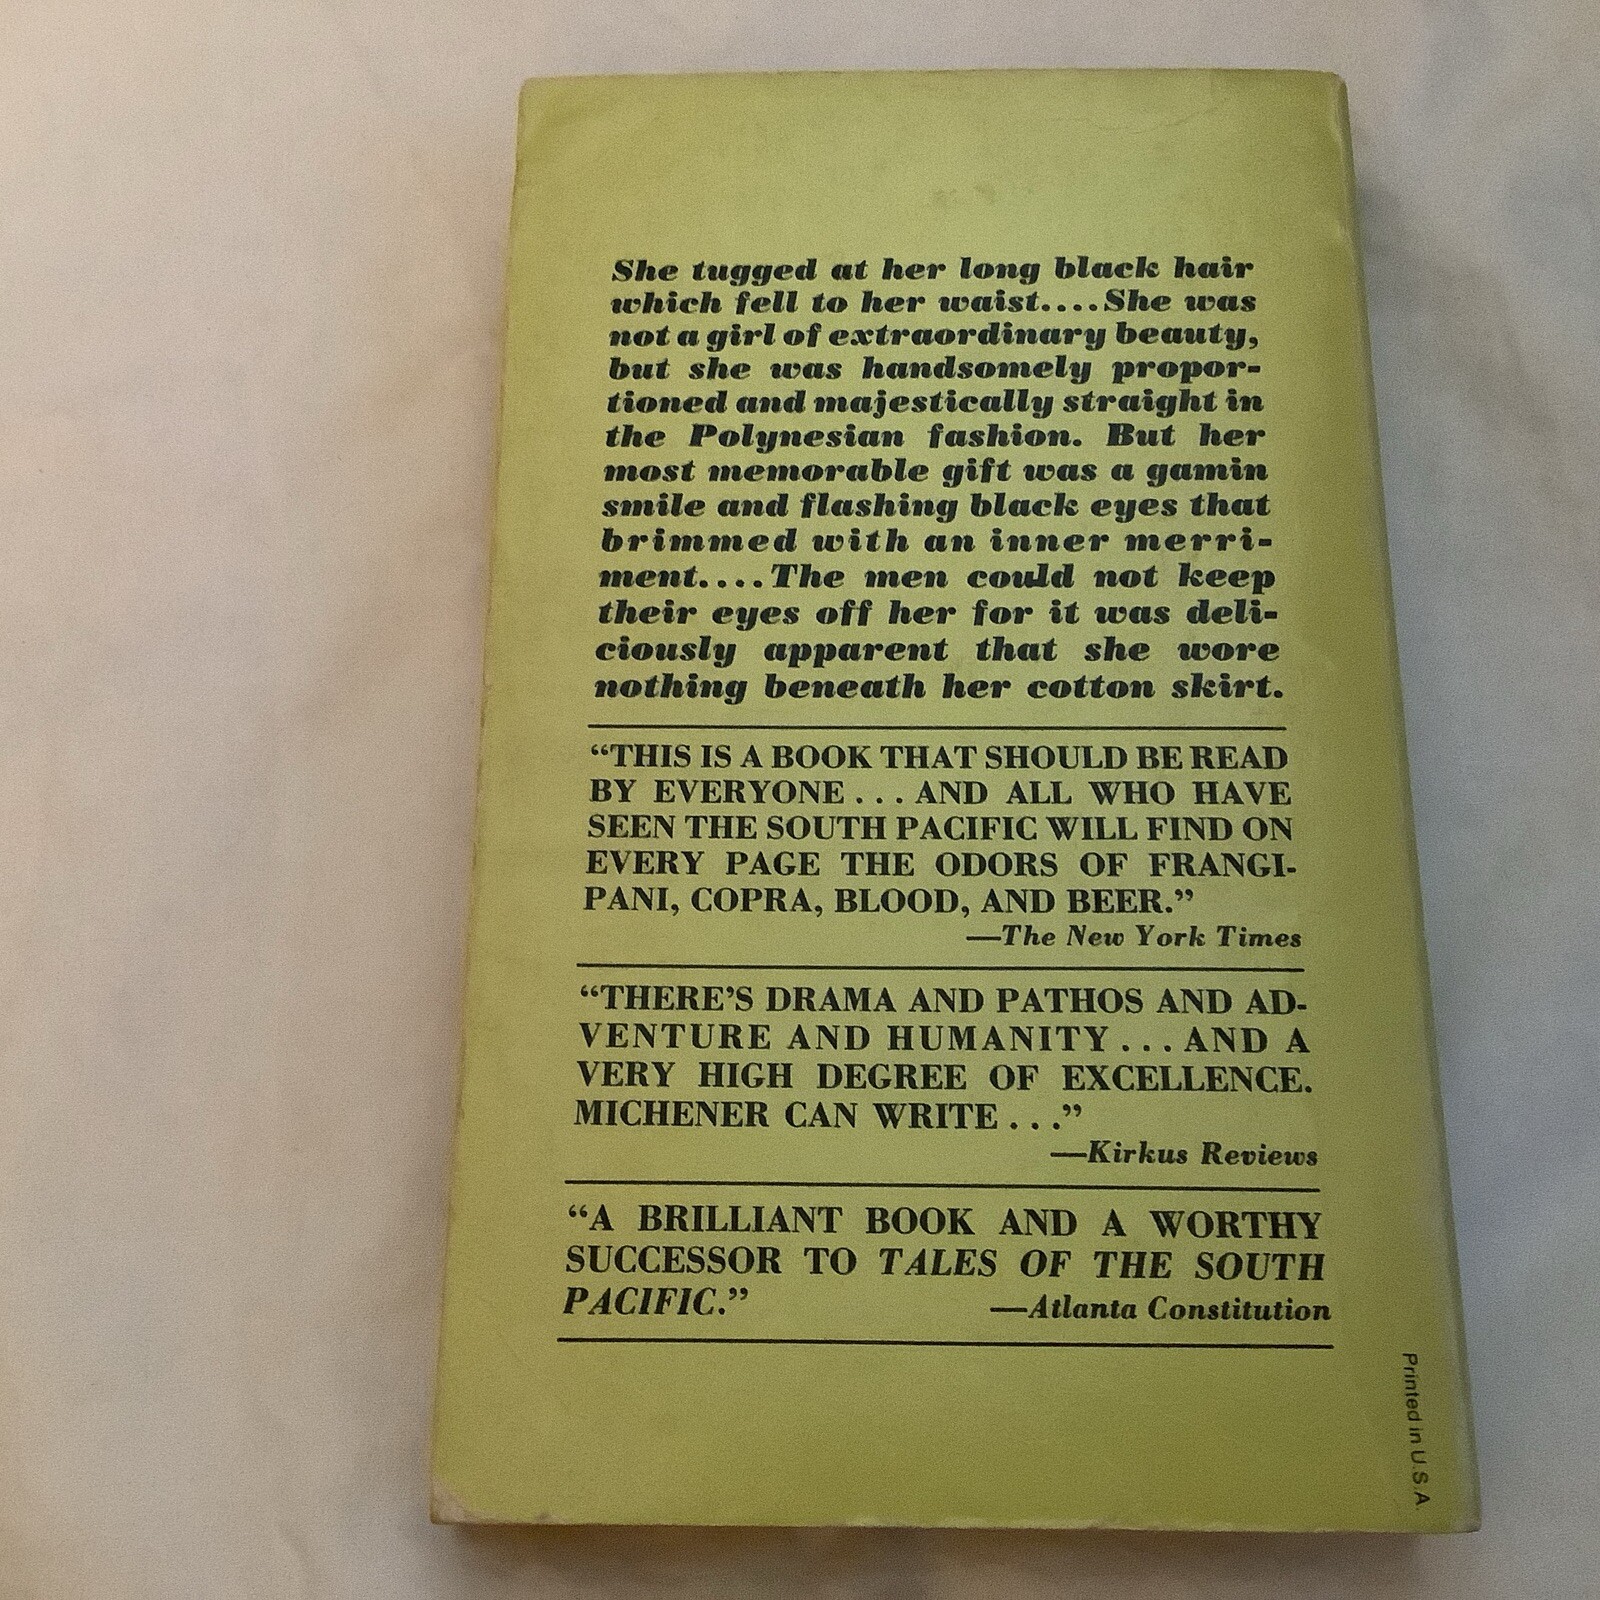 She tugged at her long black hair
which fell to her waist....She was
not a girl of extraordinary beauty,
but she was handsomely propor-
tioned and majestically straight in
the Polynesian fashion. But her
most memorable gift was a gamin
smile and flashing black eyes that
brimmed with an inner merri-
ment....The men could not keep
their eyes off her for it was deli-
ciously apparent that she wore
nothing beneath her cotton skirt.
“THIS IS A BOOK THAT SHOULD BE READ
BY EVERYONE . . . AND ALL WHO HAVE
SEEN THE SOUTH PACIFIC WILL FIND ON
EVERY PAGE THE ODORS OF FRANGI-
PANI, COPRA, BLOOD, AND BEER.”
—The New York Times
“THERE’S DRAMA AND PATHOS AND AD-
VENTURE AND HUMANITY . . . AND A
VERY HIGH DEGREE OF EXCELLENCE.
MICHENER CAN WRITE . . .”
—Kirkus Reviews
“A BRILLIANT BOOK AND A WORTHY
SUCCESSOR TO TALES OF THE SOUTH
PACIFIC.” —Atlanta Constitution
Printed in U.S.A.